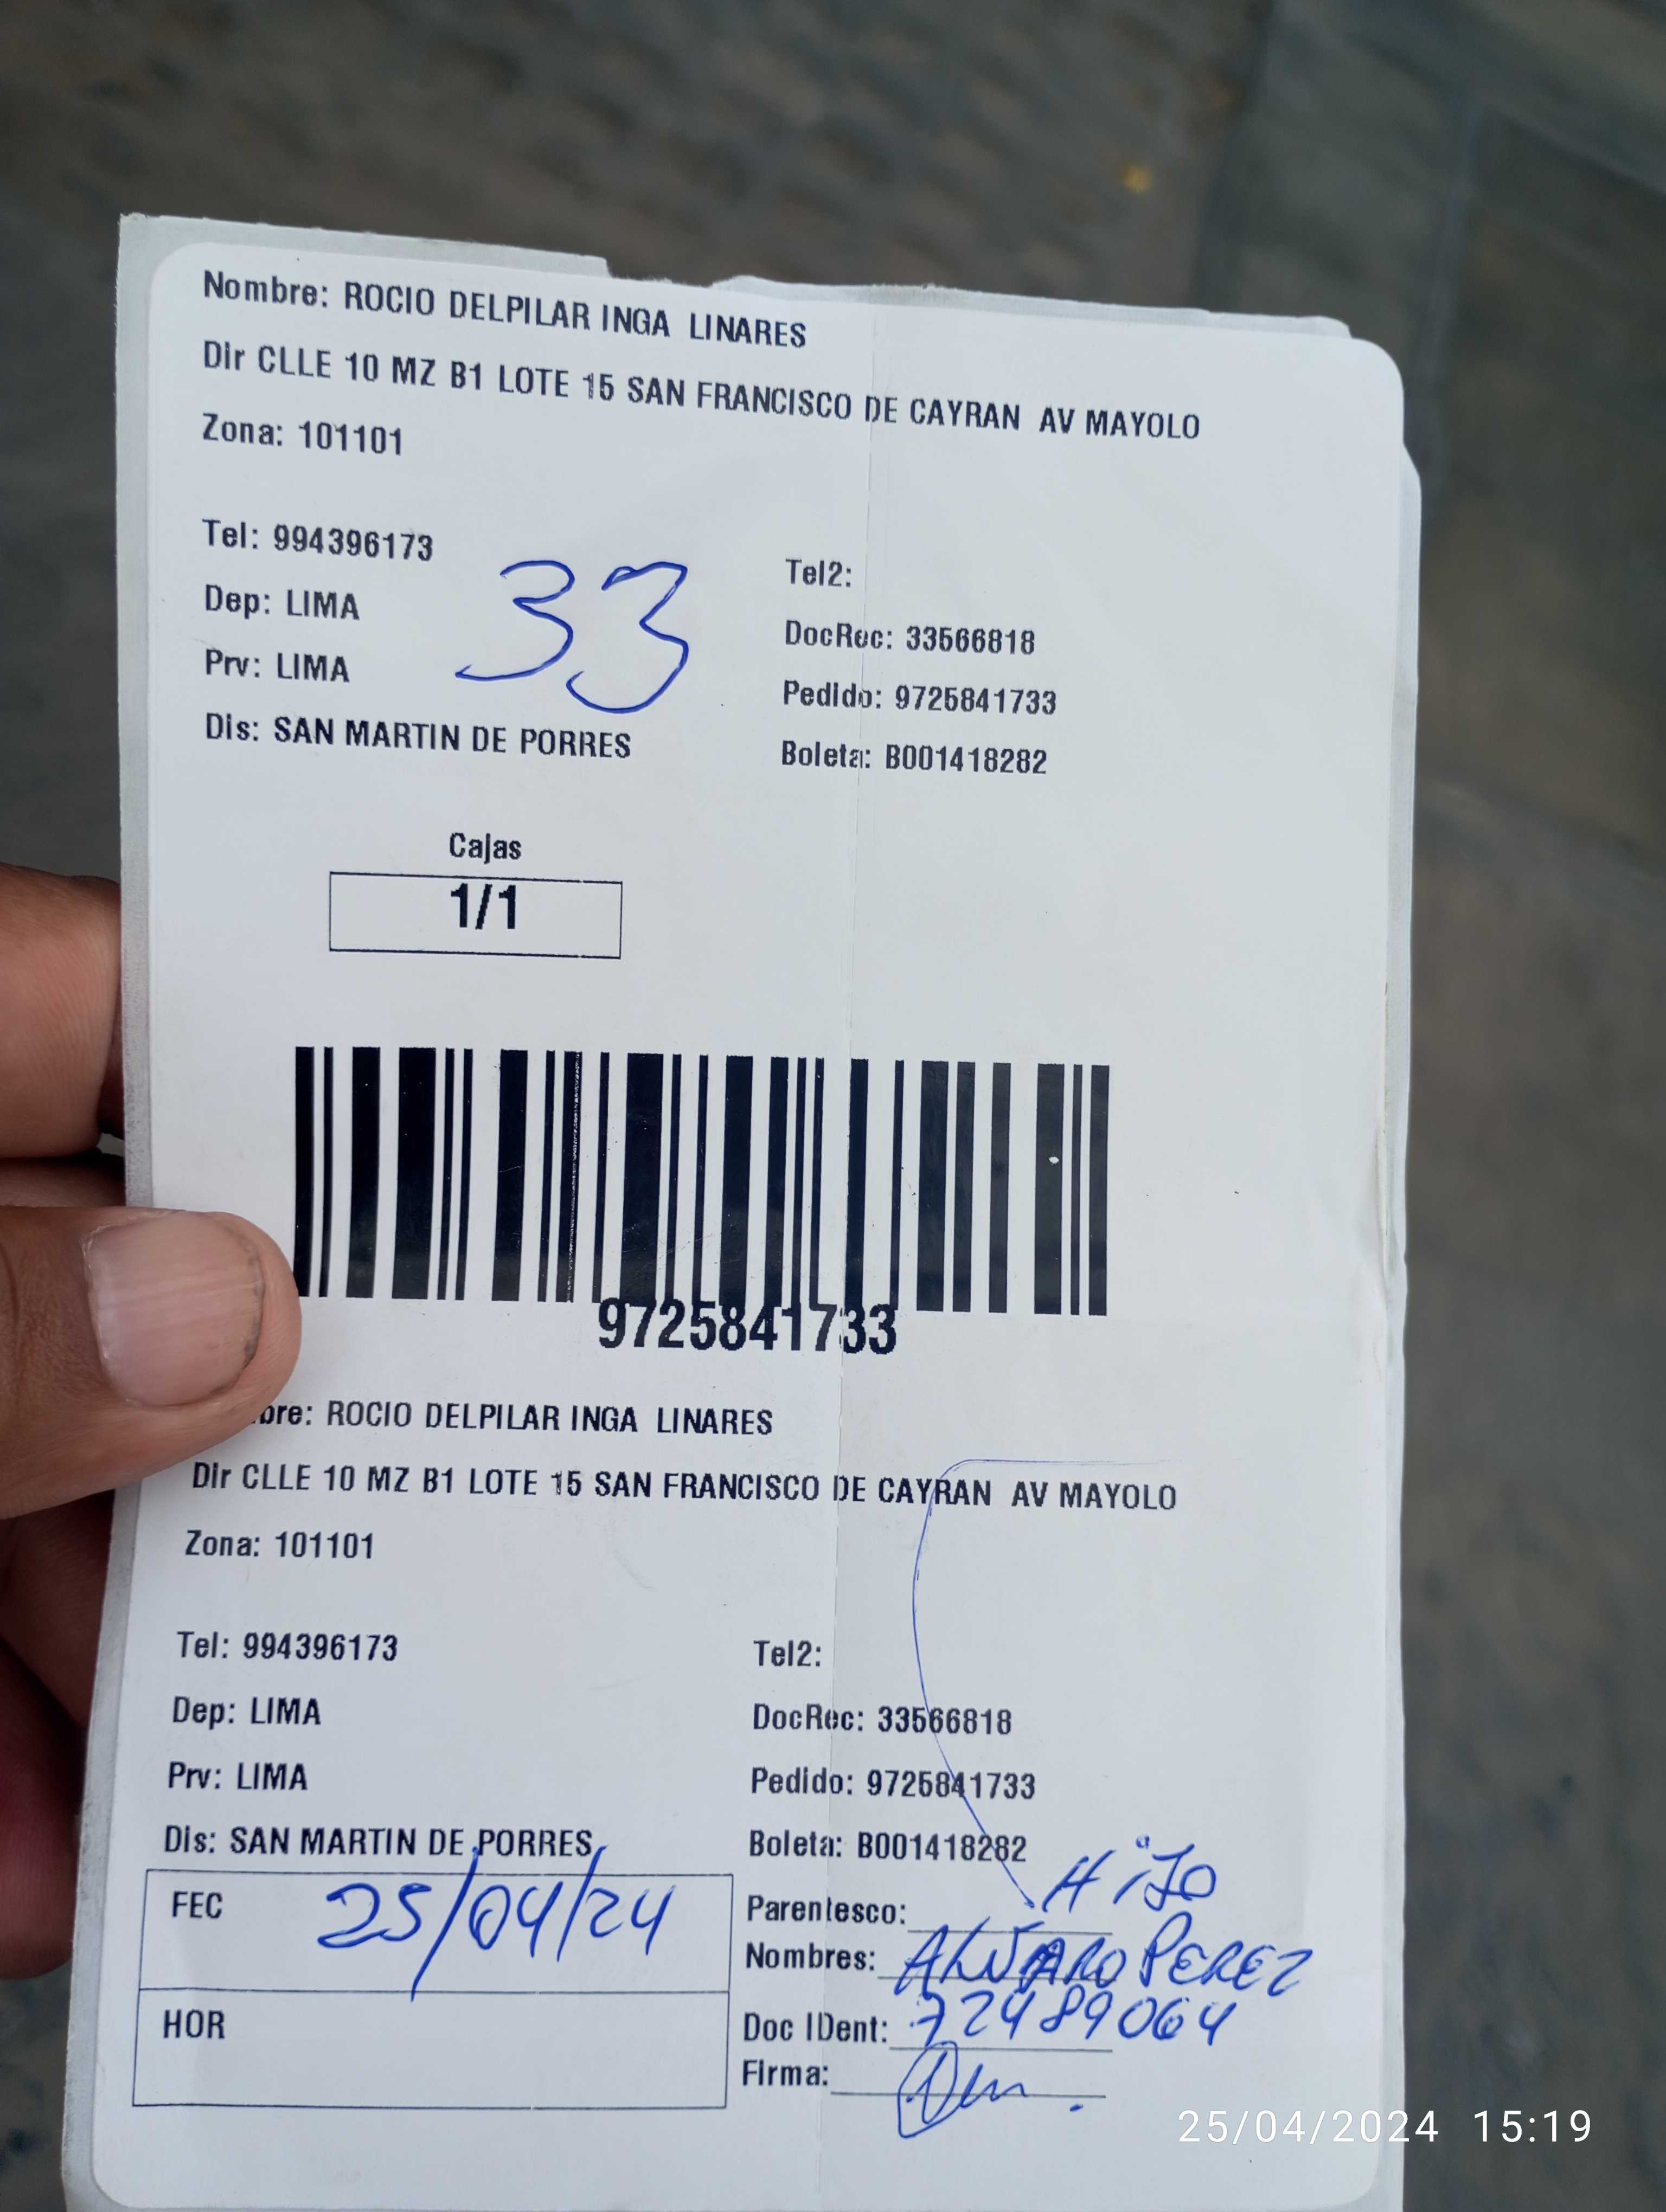 Nombre: ROCIO DELPILAR INGA LINARES
Dir CLLE 10 MZ B1 LOTE 15 SAN FRANCISCO DE CAYRAN AV MAYOLO
Zona: 101101
Tel: 994396173
33
Tel2:
Dep: LIMA
DocRec: 33566818
Prv: LIMA
Pedido: 9725841733
Dis: SAN MARTIN DE PORRES
Boleta: B001418282
Cajas
1/1
9725841733
bre: ROCIO DELPILAR INGA LINARES
Dir CLLE 10 MZ B1 LOTE 15 SAN FRANCISCO DE CAYRAN AV MAYOLO
Zona: 101101
Tel: 994396173
Tel2:
Dep: LIMA
DocRec: 33566818
Prv: LIMA
Pedido: 9725841733
Dis: SAN MARTIN DE PORRES
Boleta: B001418282
FEC 25/04/24
Parentesco: HiJo
Nombres: ALVARO PEREZ
HOR
Doc IDent: 72489064
Firma:
25/04/2024 15:19